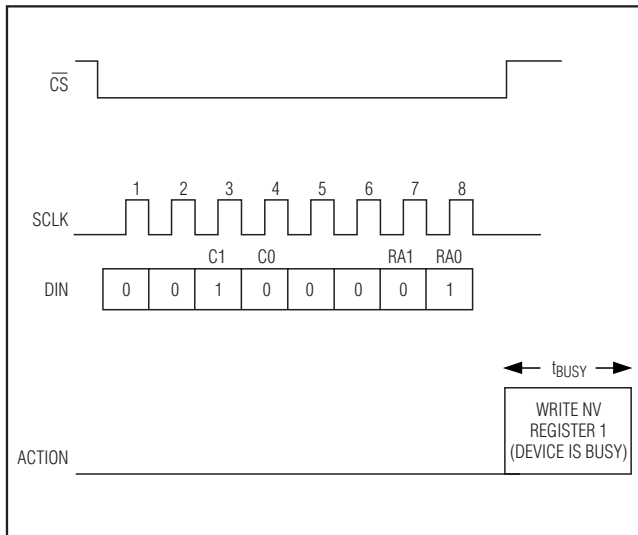 C̅S̅
1 2 3 4 5 6 7 8
SCLK
C1 C0 RA1 RA0
DIN 0 0 1 0 0 0 0 1
tBUSY
WRITE NV
REGISTER 1
(DEVICE IS BUSY)
ACTION